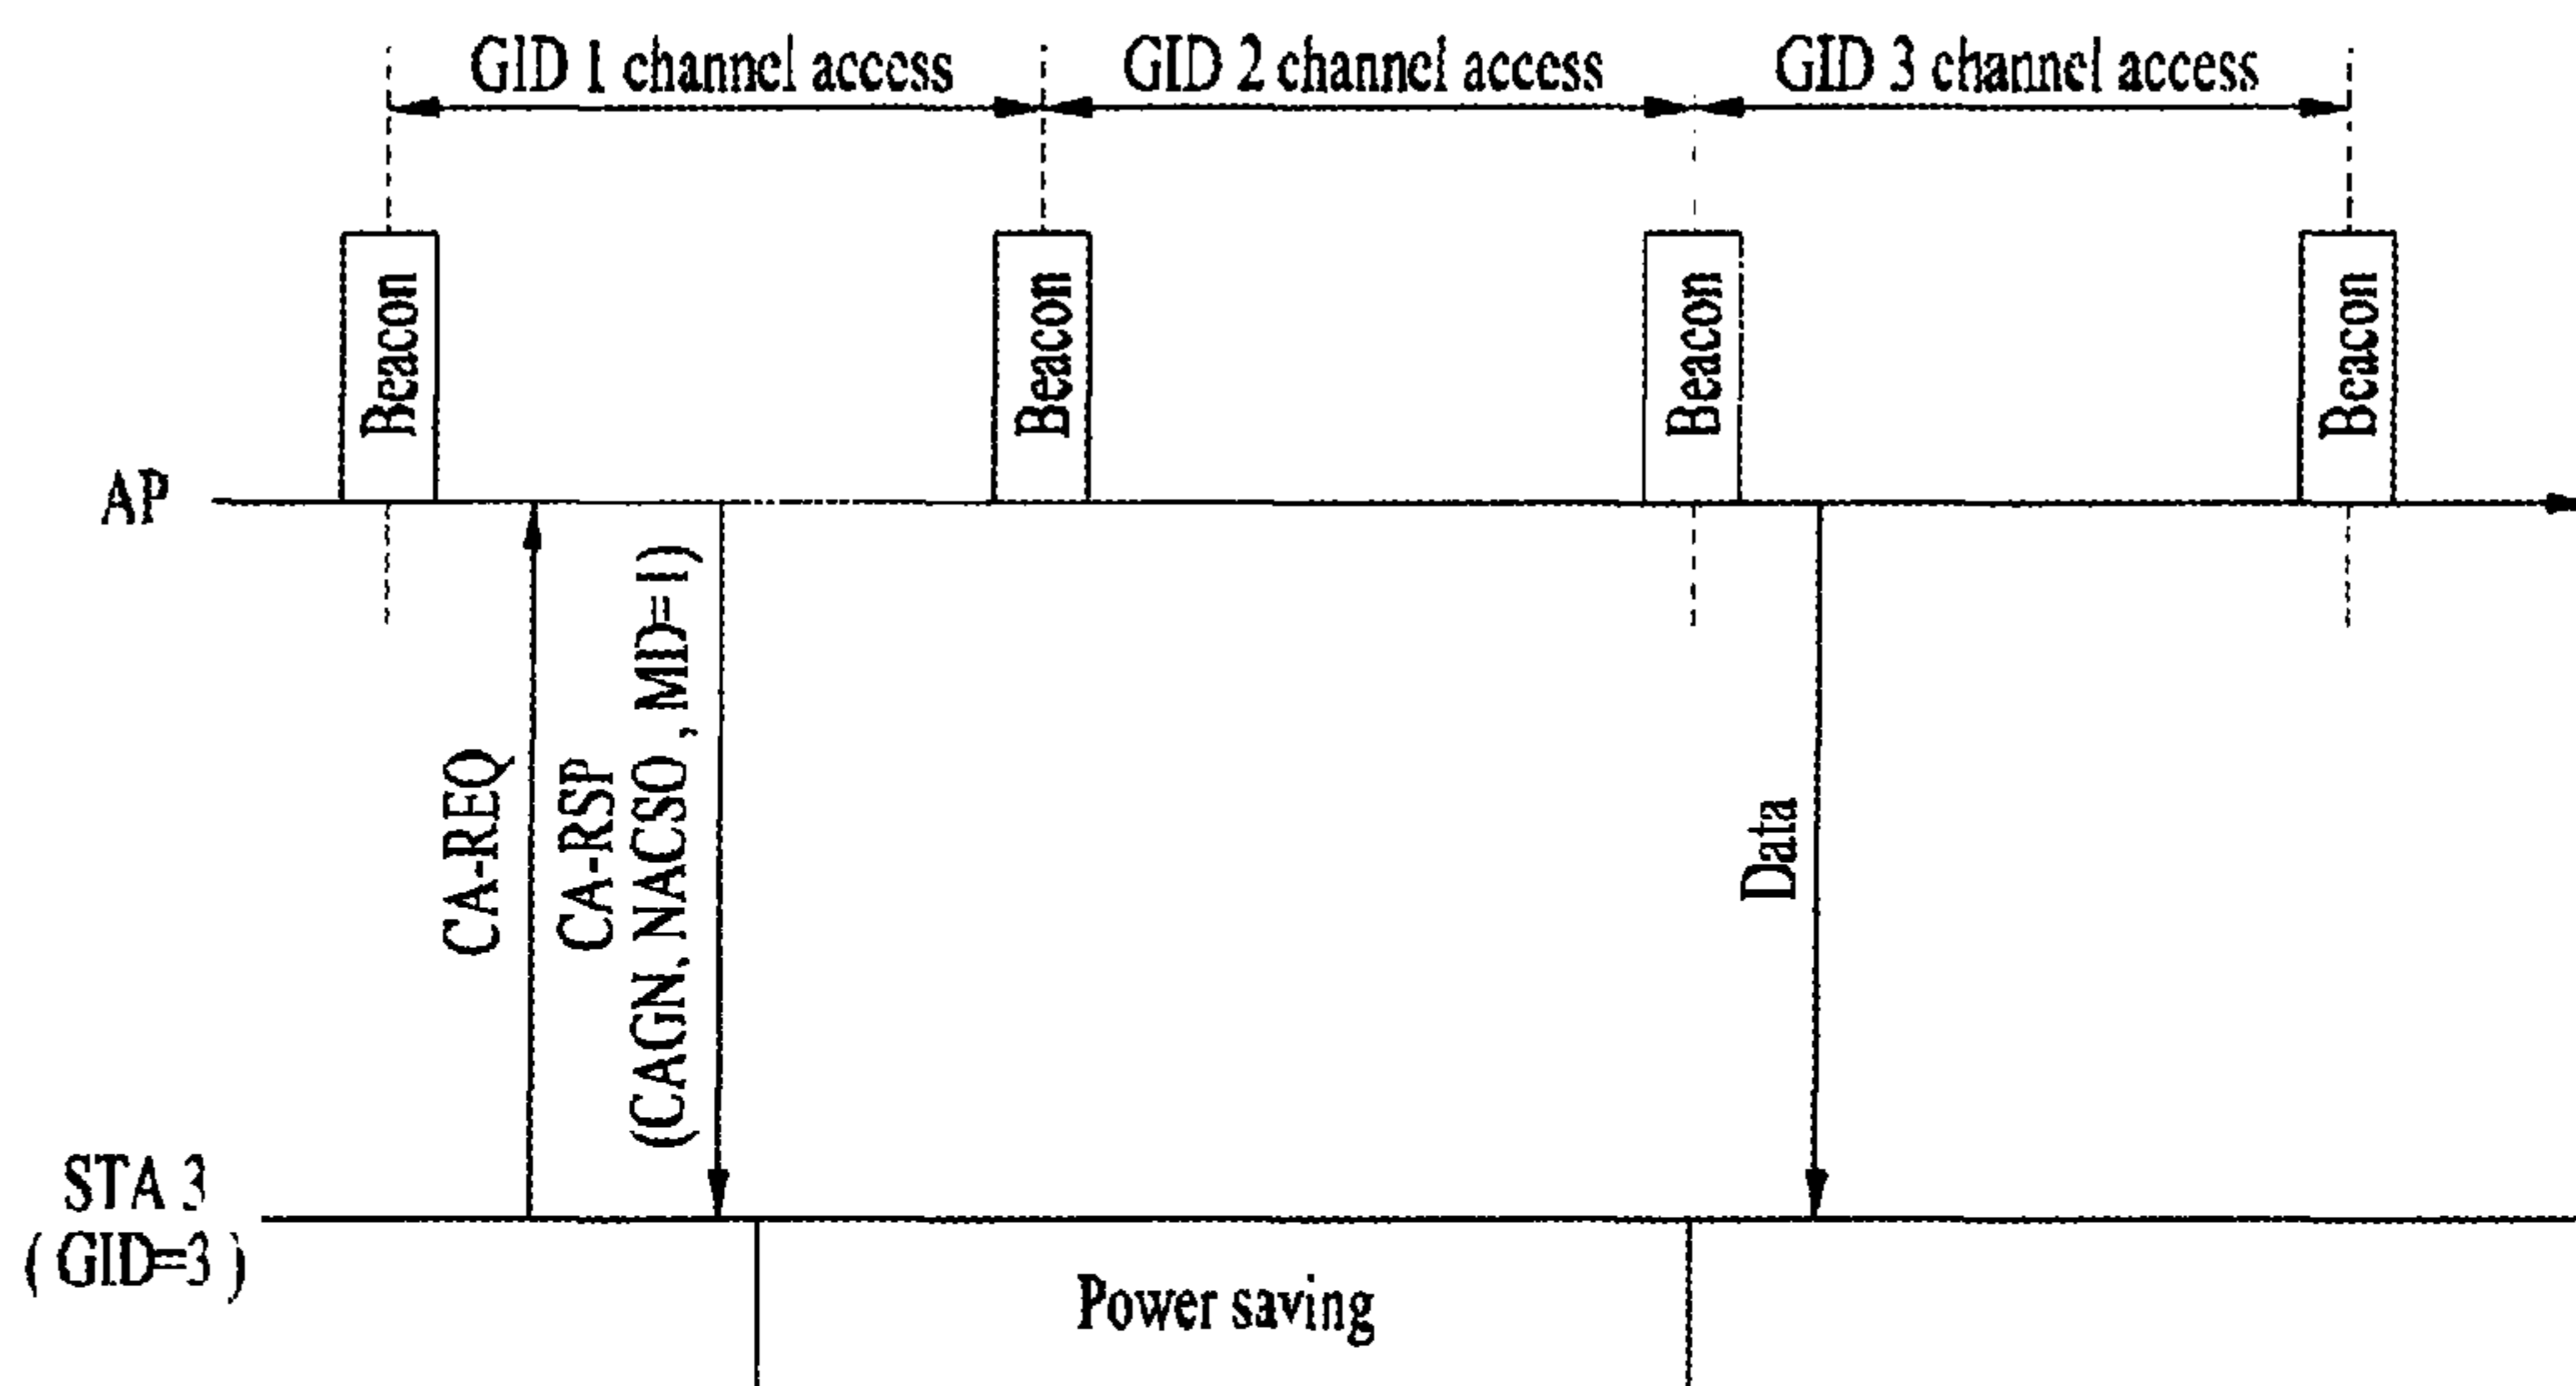 GID 1 channel access
GID 2 channel access
GID 3 channel access
Beacon
Beacon
Beacon
Beacon
AP
CA-REQ
CA-RSP
(CAGN, NACSO, MD=1)
Data
STA 3
( GID=3 )
Power saving